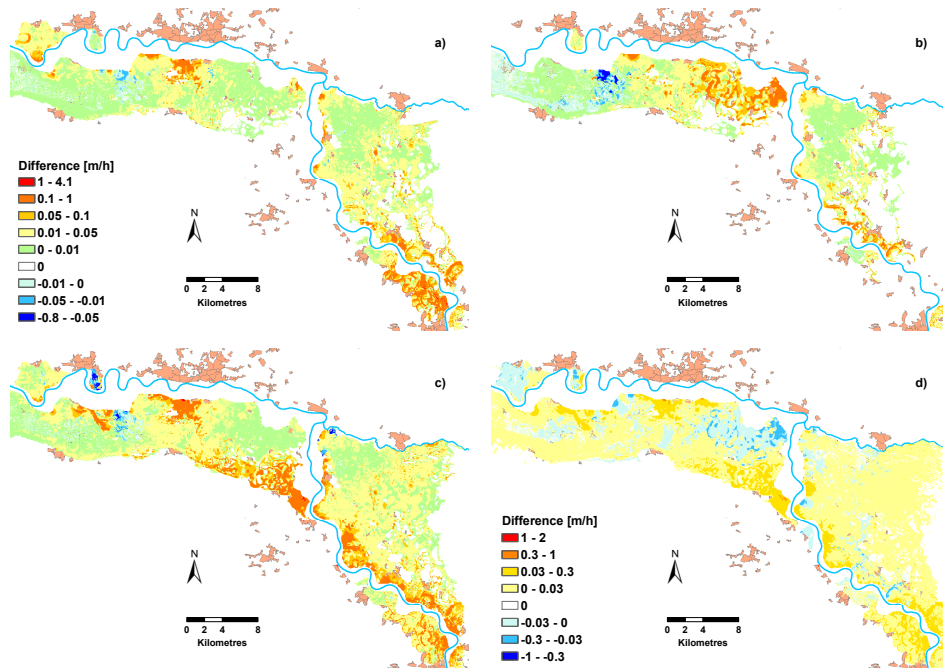 a)
b)
Difference [m/h]
1 - 4.1
0.1 - 1
0.05 - 0.1
0.01 - 0.05
0 - 0.01
0
-0.01 - 0
-0.05 - -0.01
-0.8 - -0.05
N
0 2 4 8
Kilometres
N
0 2 4 8
Kilometres
c)
d)
N
0 2 4 8
Kilometres
Difference [m/h]
1 - 2
0.3 - 1
0.03 - 0.3
0 - 0.03
0
-0.03 - 0
-0.3 - -0.03
-1 - -0.3
N
0 2 4 8
Kilometres